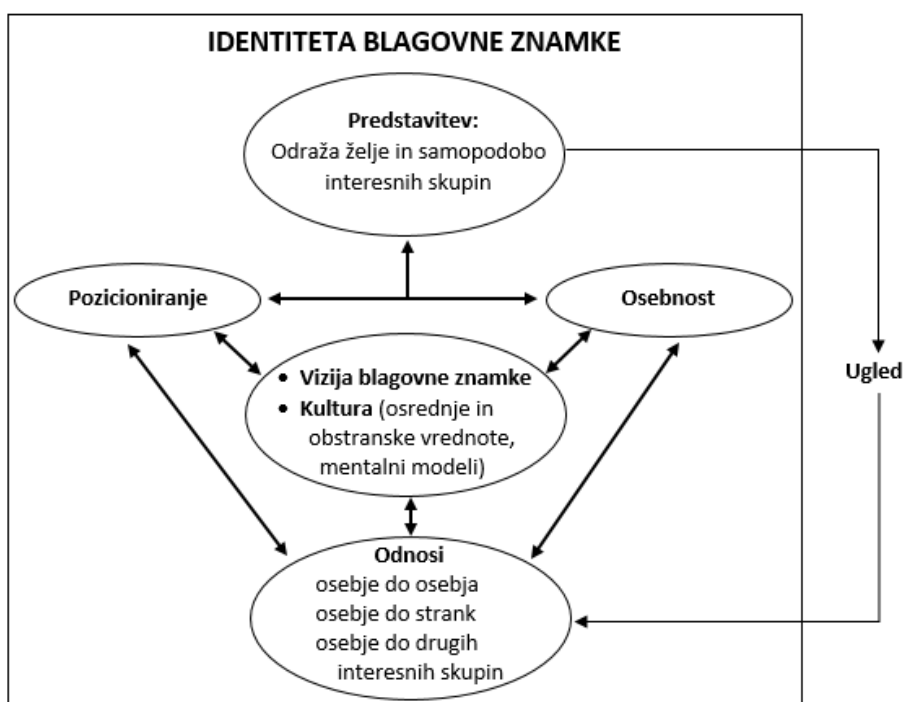 IDENTITETA BLAGOVNE ZNAMKE
Predstavitev:
Odraža želje in samopodobo
interesnih skupin
Pozicioniranje
Osebnost
Ugled
• Vizija blagovne znamke
• Kultura (osrednje in
obstranske vrednote,
mentalni modeli)
Odnosi
osebje do osebja
osebje do strank
osebje do drugih
interesnih skupin